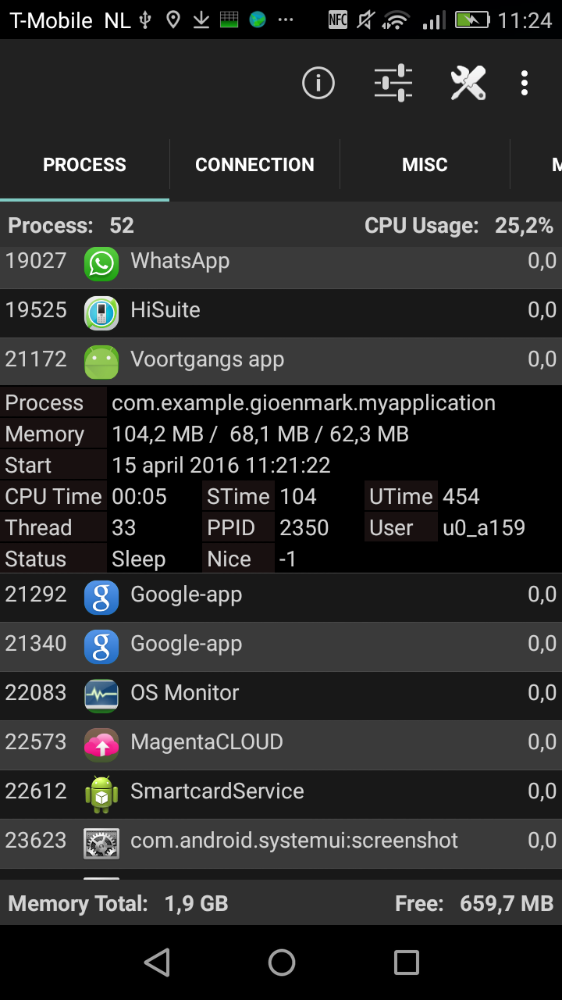 T-Mobile NL NFC 11:24
PROCESS CONNECTION MISC M
Process: 52 CPU Usage: 25,2%
19027 WhatsApp 0,0
19525 HiSuite 0,0
21172 Voortgangs app 0,0
Process com.example.gioenmark.myapplication
Memory 104,2 MB / 68,1 MB / 62,3 MB
Start 15 april 2016 11:21:22
CPU Time 00:05 STime 104 UTime 454
Thread 33 PPID 2350 User u0_a159
Status Sleep Nice -1
21292 Google-app 0,0
21340 Google-app 0,0
22083 OS Monitor 0,0
22573 MagentaCLOUD 0,0
22612 SmartcardService 0,0
23623 com.android.systemui:screenshot 0,0
Memory Total: 1,9 GB Free: 659,7 MB